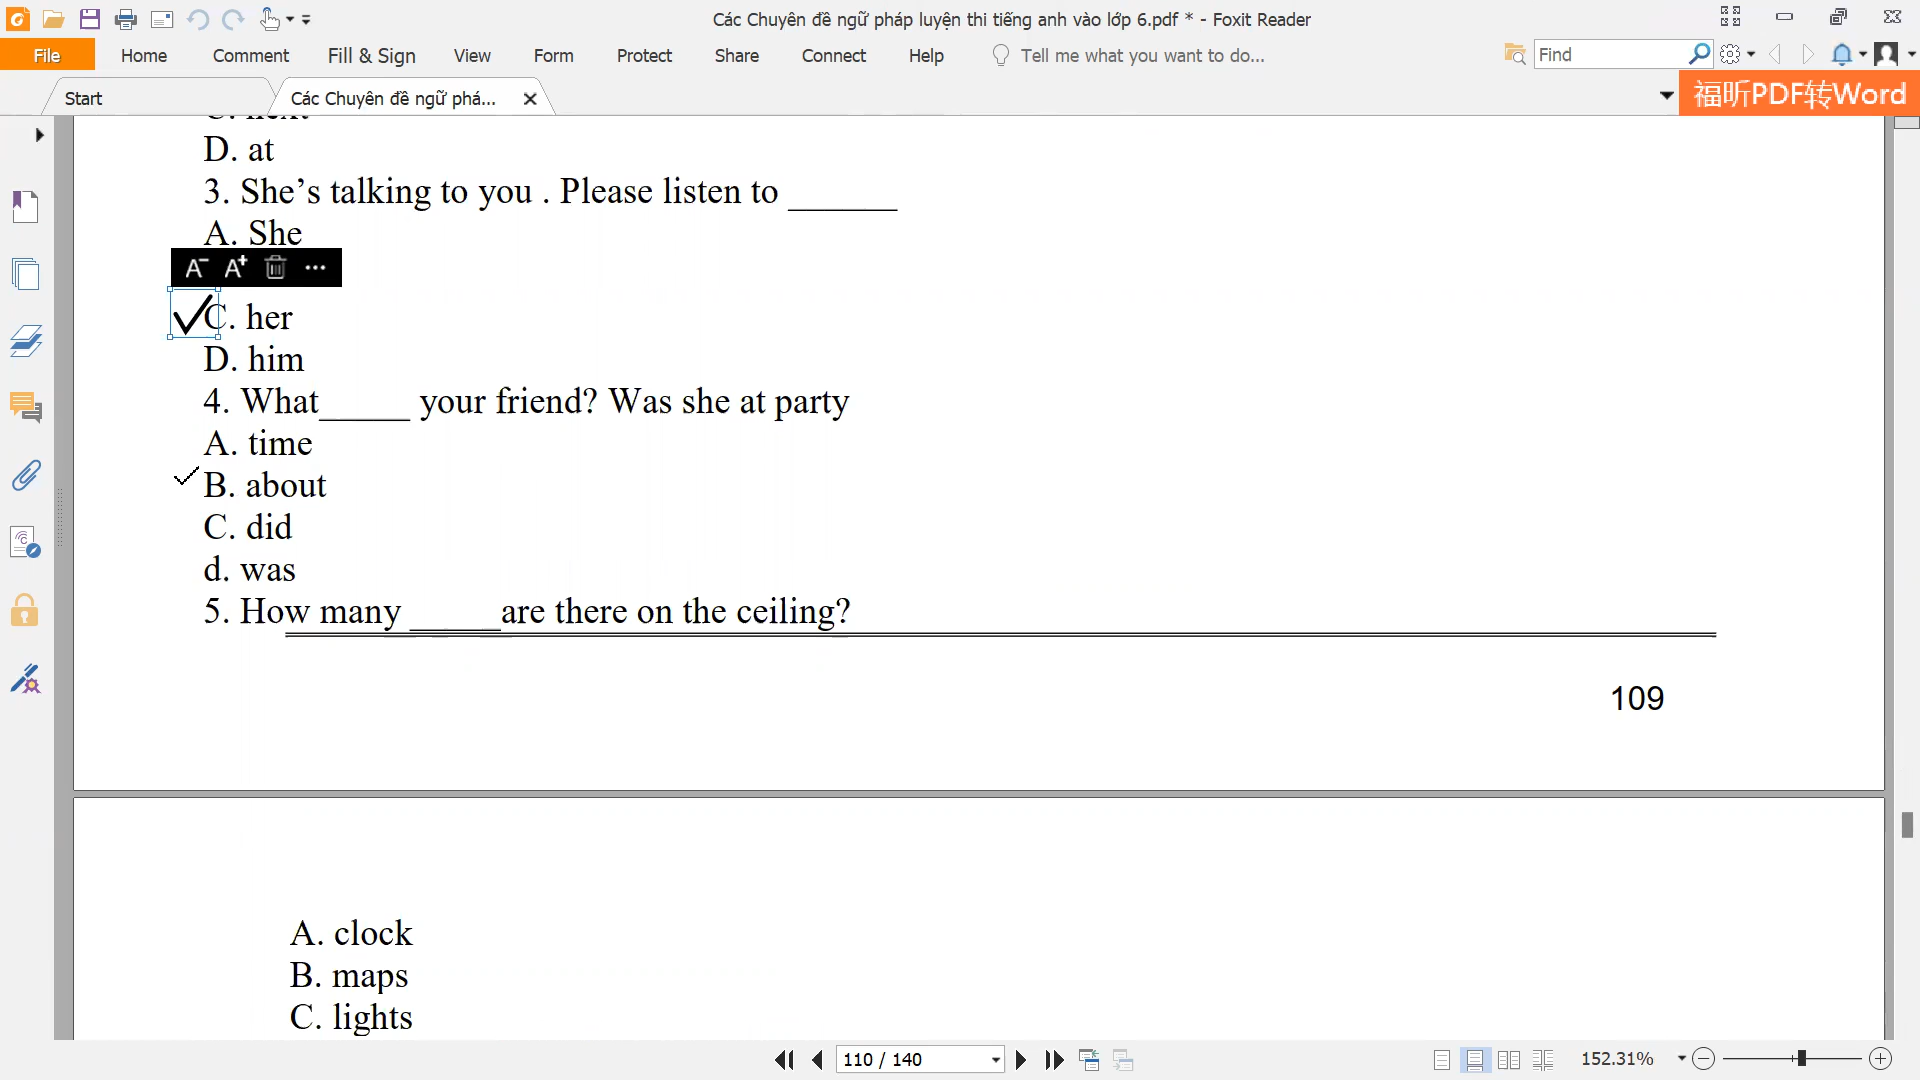 Các Chuyên đề ngữ pháp luyện thi tiếng anh vào lớp 6.pdf * - Foxit Reader
File Home Comment Fill & Sign View Form Protect Share Connect Help Tell me what you want to do... Find
Start Các Chuyên đề ngữ phá... 福昕PDF转Word
C. next
D. at
3. She’s talking to you . Please listen to ______
A. She
A- A+ ...
C. her
D. him
4. What_____ your friend? Was she at party
A. time
B. about
C. did
d. was
5. How many _____are there on the ceiling?
109
A. clock
B. maps
C. lights
110 / 140 152.31%